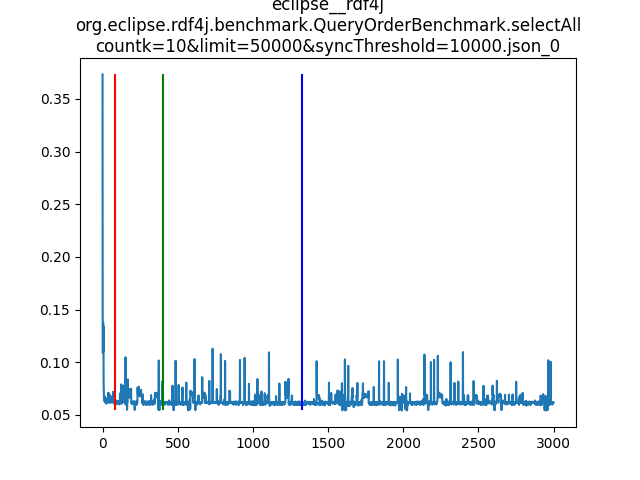 eclipse__rdf4j
org.eclipse.rdf4j.benchmark.QueryOrderBenchmark.selectAll
countk=10&limit=50000&syncThreshold=10000.json_0
0.35
0.30
0.25
0.20
0.15
0.10
0.05
0 500 1000 1500 2000 2500 3000